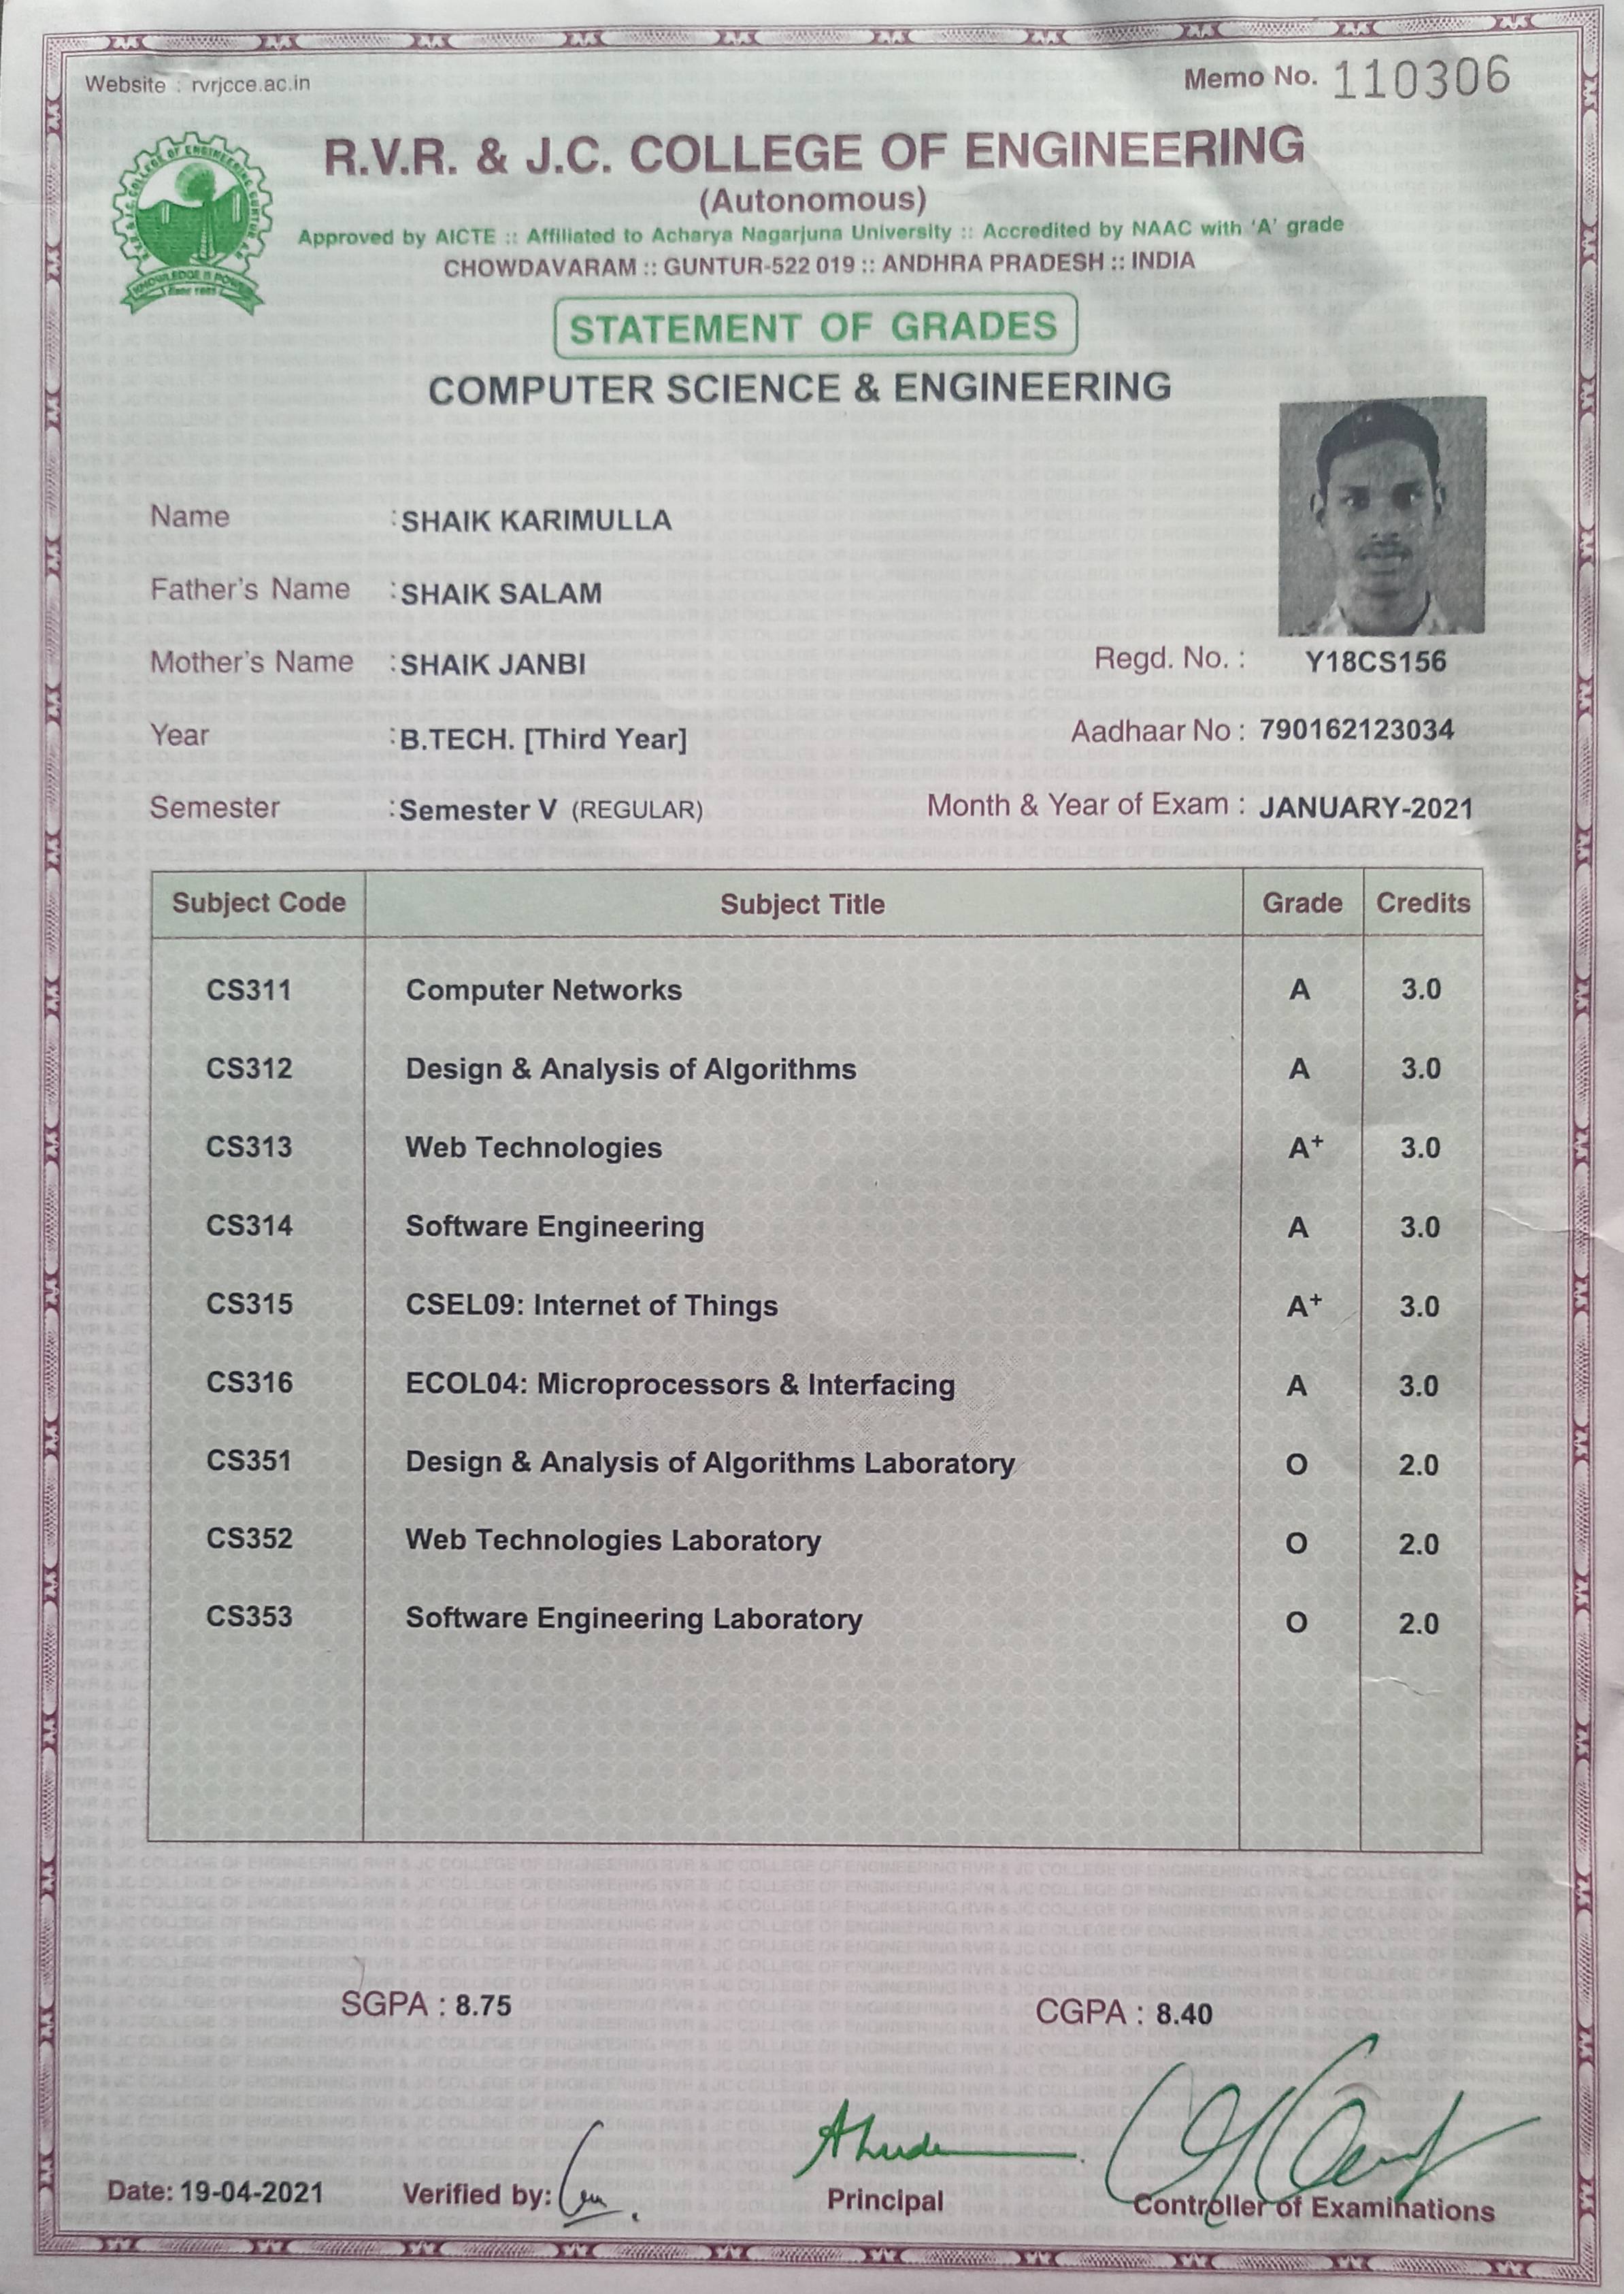 Website : rvrjcce.ac.in
Memo No. 110306
R.V.R. & J.C. COLLEGE OF ENGINEERING
(Autonomous)
Approved by AICTE :: Affiliated to Acharya Nagarjuna University :: Accredited by NAAC with 'A' grade
CHOWDAVARAM :: GUNTUR-522 019 :: ANDHRA PRADESH :: INDIA
KNOWLEDGE IS POWER
STATEMENT OF GRADES
COMPUTER SCIENCE & ENGINEERING
Name : SHAIK KARIMULLA
Father's Name : SHAIK SALAM
Mother's Name : SHAIK JANBI
Regd. No. : Y18CS156
Year : B.TECH. [Third Year]
Aadhaar No : 790162123034
Semester : Semester V (REGULAR)
Month & Year of Exam : JANUARY-2021
Subject Code Subject Title Grade Credits
CS311 Computer Networks A 3.0
CS312 Design & Analysis of Algorithms A 3.0
CS313 Web Technologies A+ 3.0
CS314 Software Engineering A 3.0
CS315 CSEL09: Internet of Things A+ 3.0
CS316 ECOL04: Microprocessors & Interfacing A 3.0
CS351 Design & Analysis of Algorithms Laboratory O 2.0
CS352 Web Technologies Laboratory O 2.0
CS353 Software Engineering Laboratory O 2.0
SGPA : 8.75
CGPA : 8.40
Date: 19-04-2021
Verified by:
Principal
Controller of Examinations